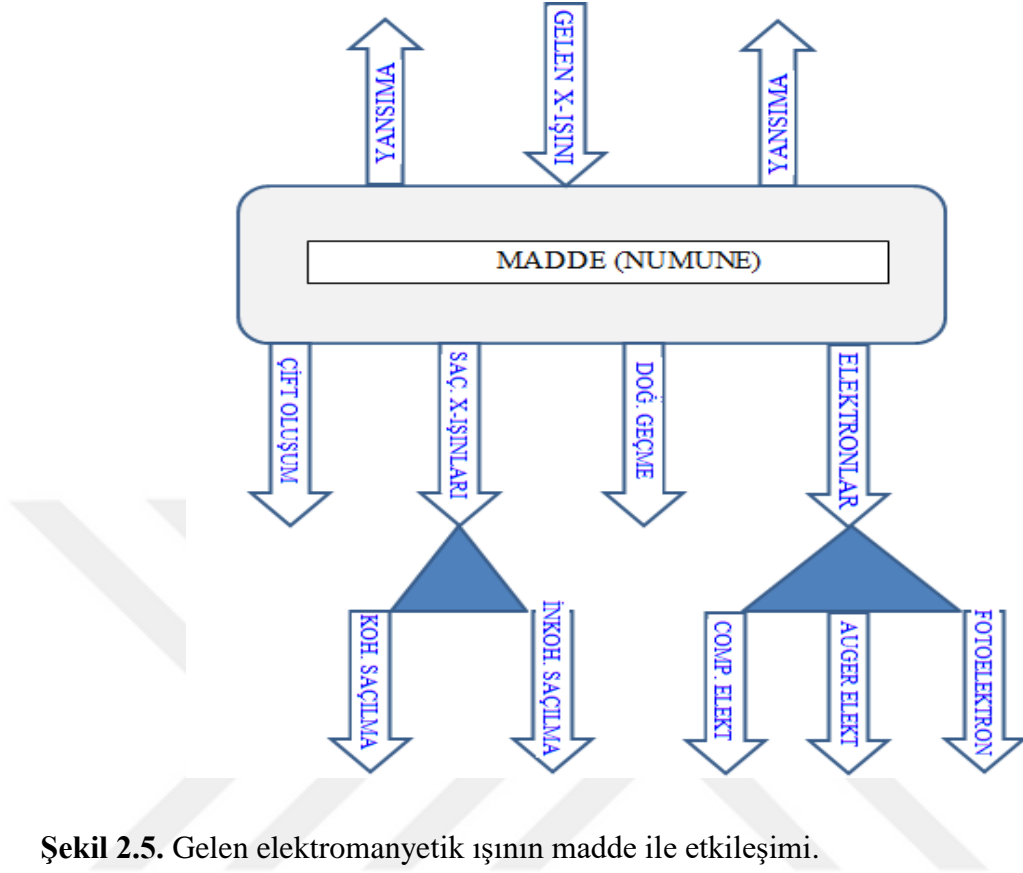 YANSIMA
GELEN X-IŞINI
YANSIMA
MADDE (NUMUNE)
ÇİFT OLUŞUM
SAÇ. X-IŞINLARI
DOĞ. GEÇME
ELEKTRONLAR
KOH. SAÇILMA
İNKOH. SAÇILMA
COMP. ELEKT
AUGER ELEKT
FOTOELEKTRON
Şekil 2.5. Gelen elektromanyetik ışının madde ile etkileşimi.